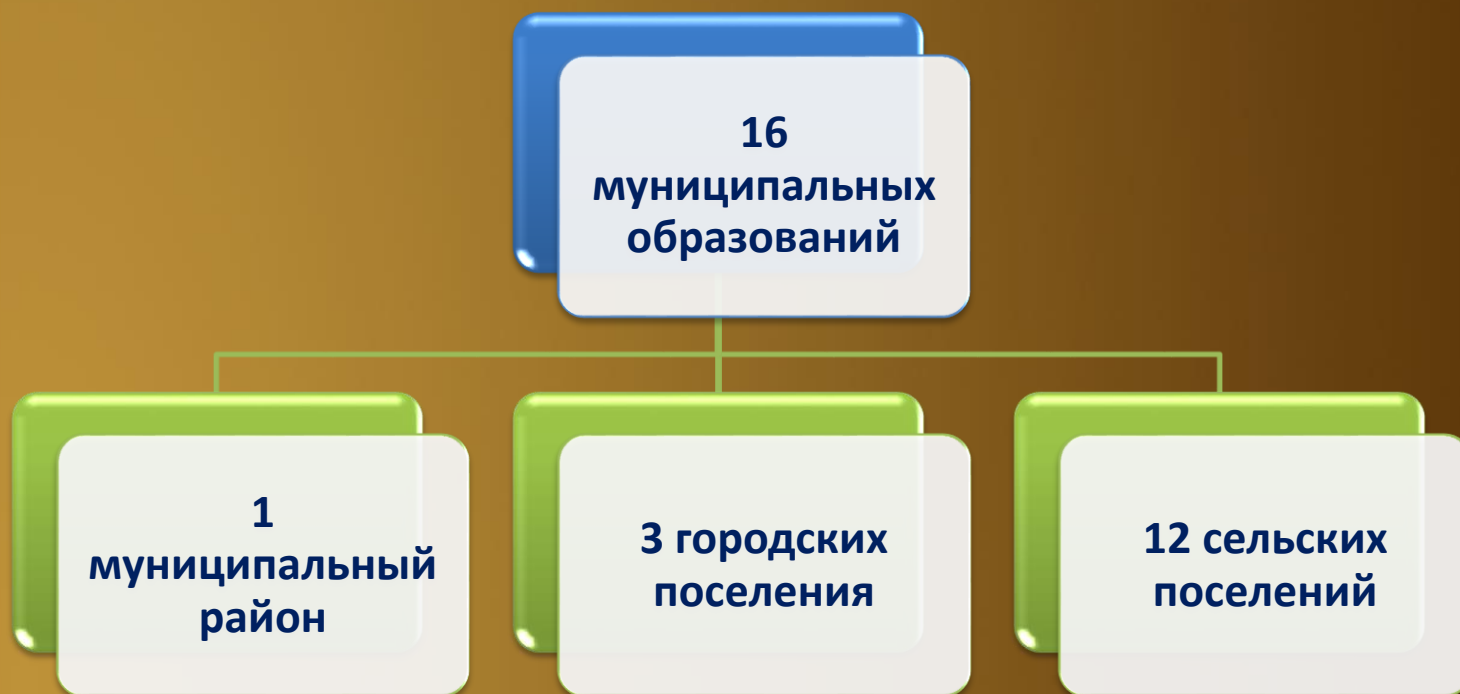 16
муниципальных
образований
1
муниципальный
район
3 городских
поселения
12 сельских
поселений